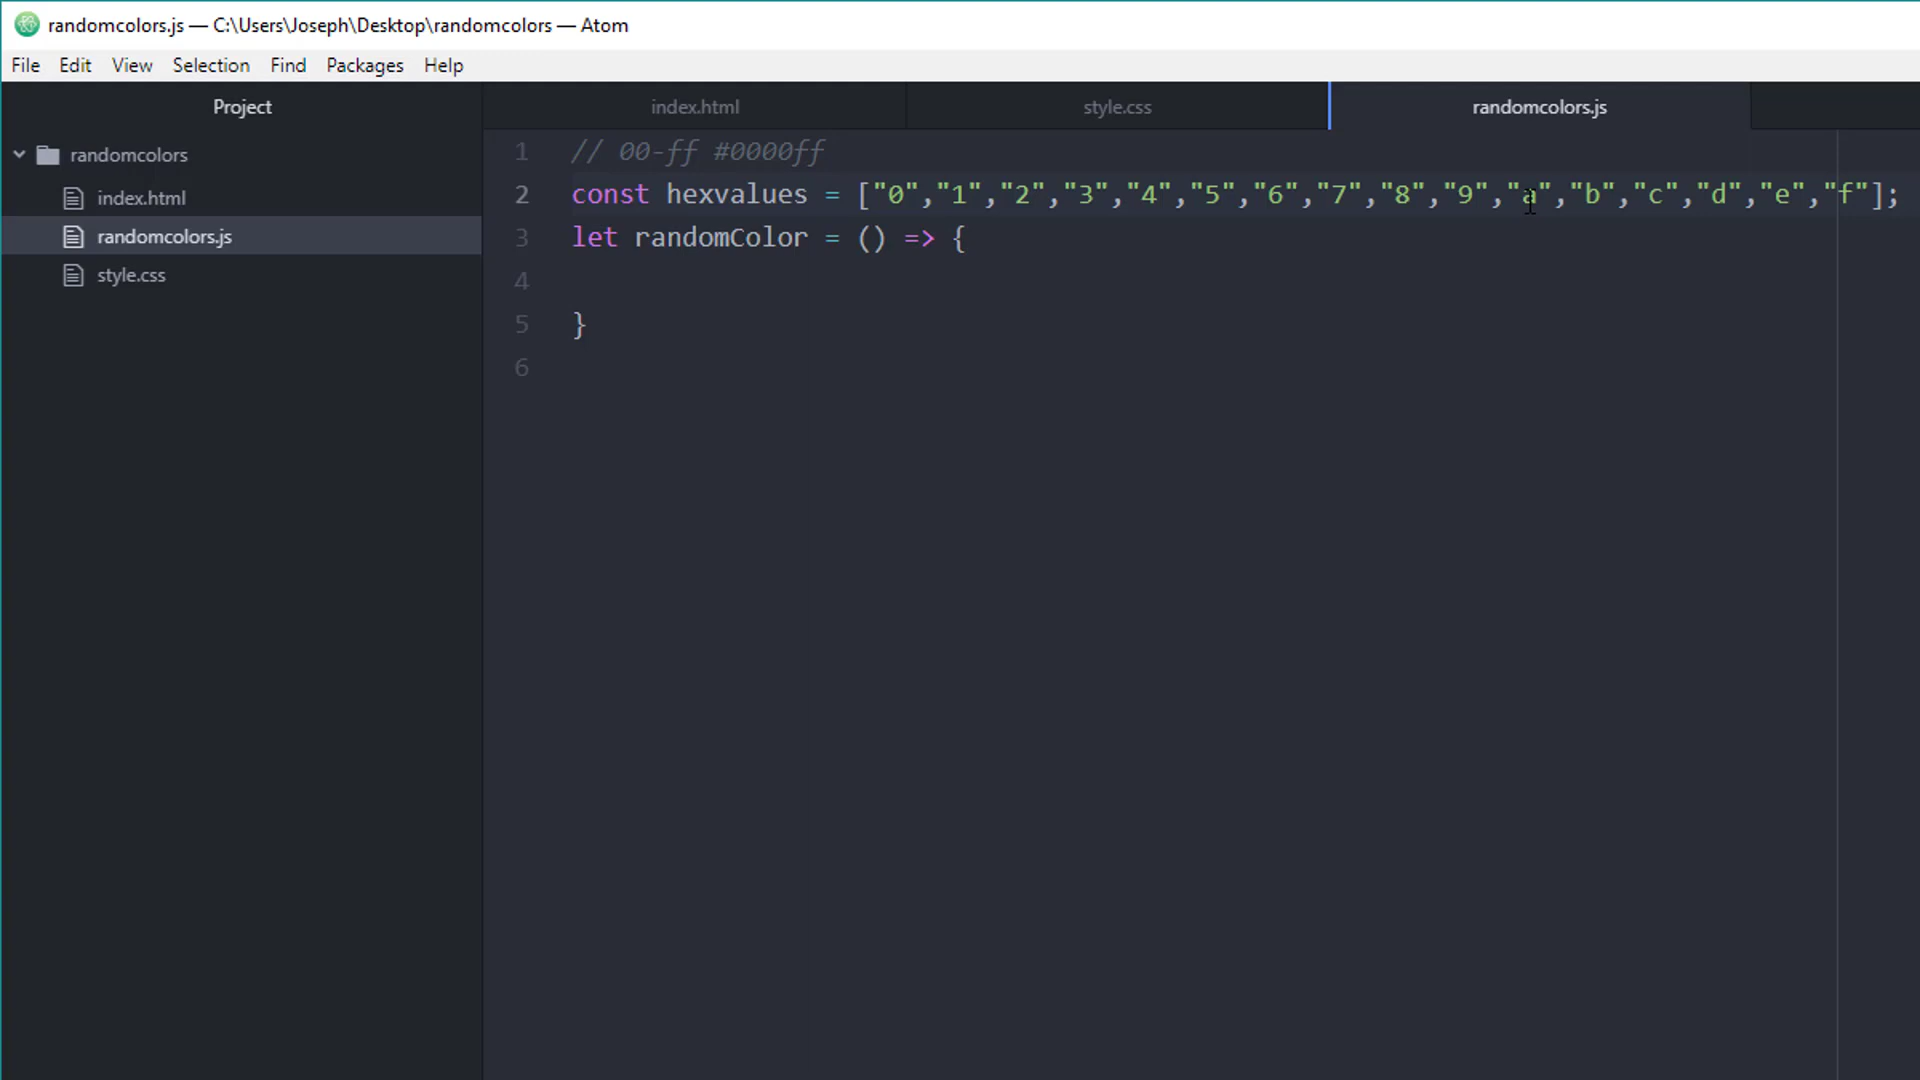 randomcolors.js — C:\Users\Joseph\Desktop\randomcolors — Atom
File Edit View Selection Find Packages Help
Project
index.html
style.css
randomcolors.js
randomcolors
index.html
randomcolors.js
style.css
1 // 00-ff #0000ff
2 const hexvalues = ["0","1","2","3","4","5","6","7","8","9","a","b","c","d","e","f"];
3 let randomColor = () => {
4
5 }
6